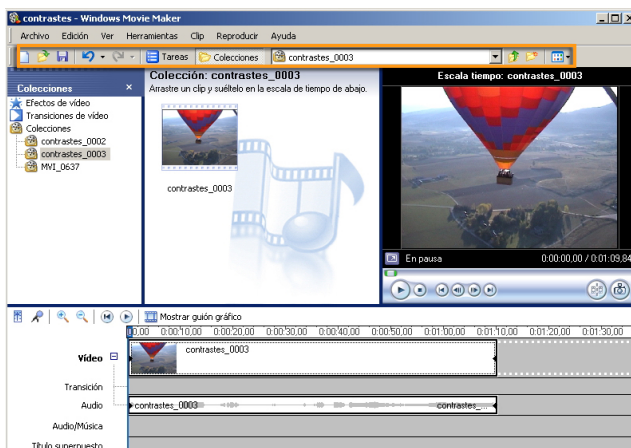 contrastes - Windows Movie Maker
Archivo Edición Ver Herramientas Clip Reproducir Ayuda
Tareas Colecciones contrastes_0003
Colecciones
Efectos de vídeo
Transiciones de vídeo
Colecciones
contrastes_0002
contrastes_0003
MVI_0637
Colección: contrastes_0003
Arrastre un clip y suéltelo en la escala de tiempo de abajo.
contrastes_0003
Escala tiempo: contrastes_0003
En pausa 0:00:00,00 / 0:01:09,84
Mostrar guión gráfico
0,00 0:00:10,00 0:00:20,00 0:00:30,00 0:00:40,00 0:00:50,00 0:01:00,00 0:01:10,00 0:01:20,00 0:01:30,00
Vídeo contrastes_0003
Transición
Audio contrastes_0003 contrastes_...
Audio/Música
Título superpuesto